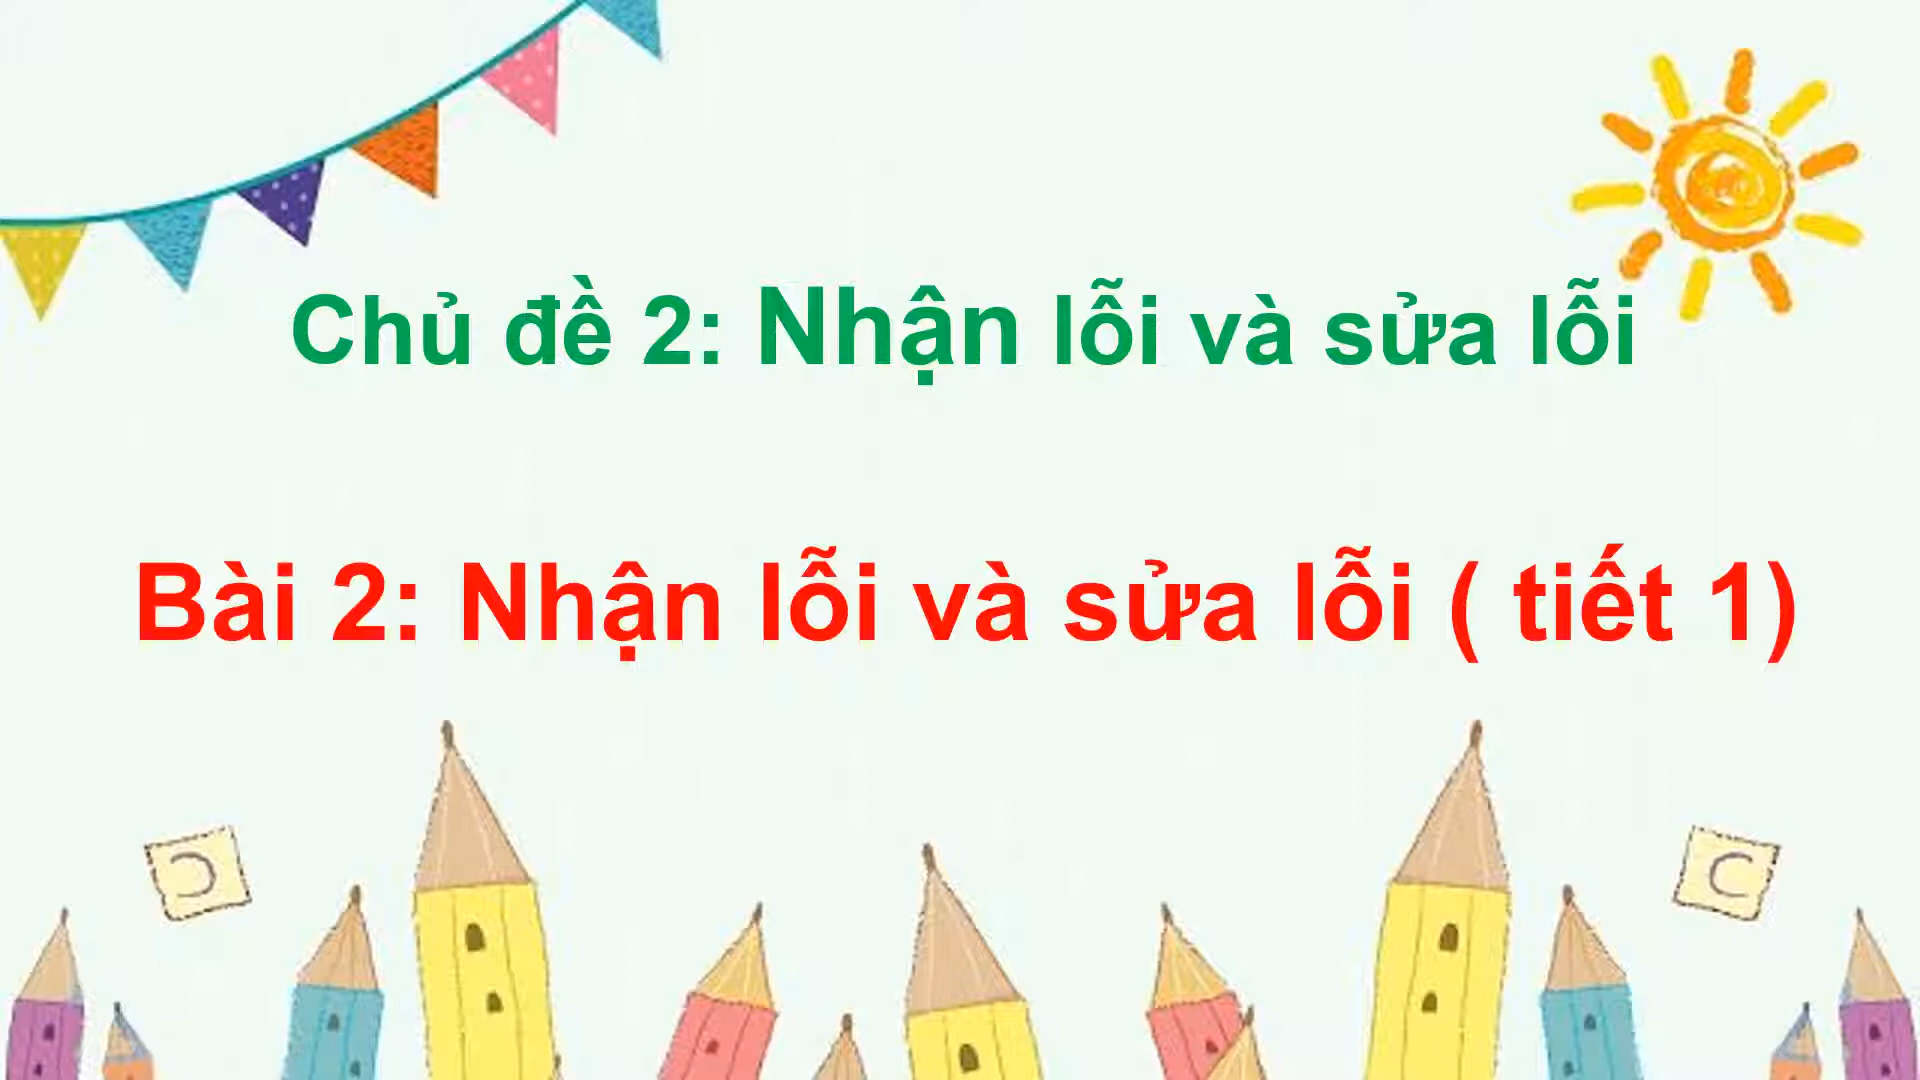 Chủ đề 2: Nhận lỗi và sửa lỗi
Bài 2: Nhận lỗi và sửa lỗi ( tiết 1)